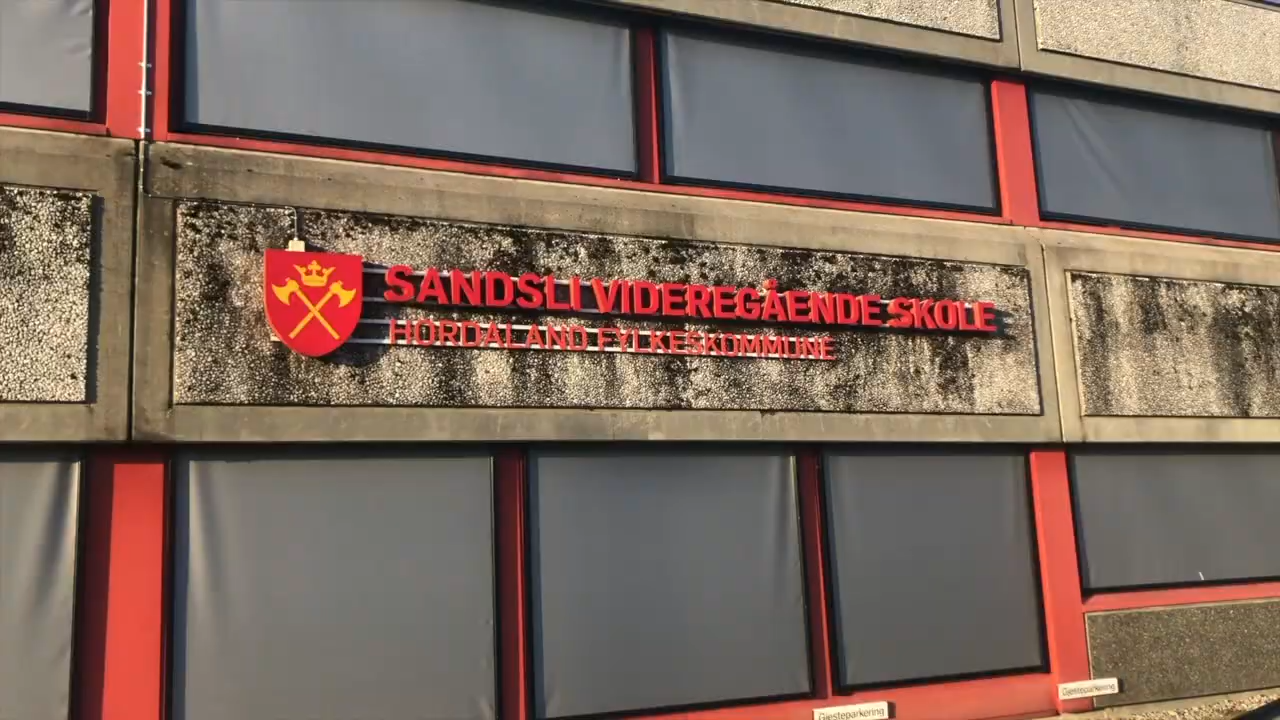 SANDSLI VIDEREGÅENDE SKOLE
HORDALAND FYLKESKOMMUNE
Gjesteparkering
Gjesteparkering